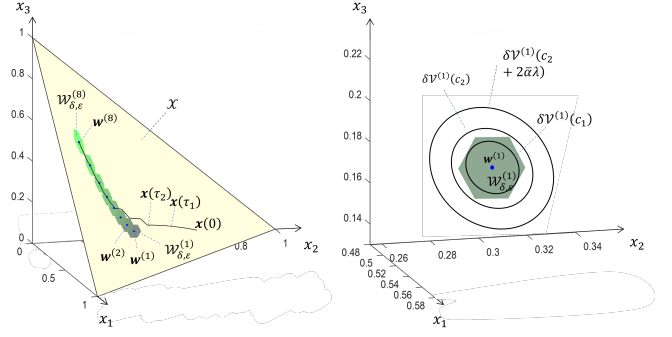 x₃
1
0.8
𝒲_{δ,ε}^{(8)}
w^{(8)}
𝒳
0.6
0.4
0.2
x(τ₂)
x(τ₁)
x(0)
0
w^{(2)}
w^{(1)}
𝒲_{δ,ε}^{(1)}
0.8
1
x₂
0.5
1
x₁
x₃
0.22
0.2
0.18
0.16
0.14
δ𝒱^{(1)}(c₂)
δ𝒱^{(1)}(c₂
+ 2ᾱλ)
δ𝒱^{(1)}(c₁)
w^{(1)}
𝒲_{δ,ε}^{(1)}
0.48
0.5
0.52
0.54
0.56
0.58
0.26
0.28
0.3
0.32
0.34
x₂
x₁